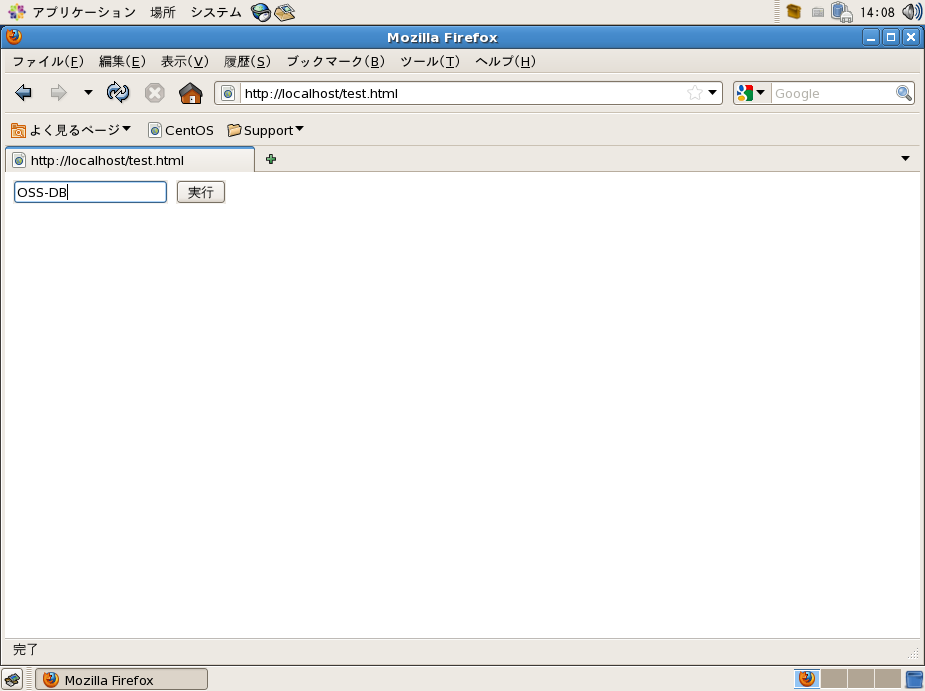 アプリケーション 場所 システム 14:08
Mozilla Firefox
ファイル(F) 編集(E) 表示(V) 履歴(S) ブックマーク(B) ツール(T) ヘルプ(H)
http://localhost/test.html Google
よく見るページ CentOS Support
http://localhost/test.html
OSS-DB 実行
完了
Mozilla Firefox